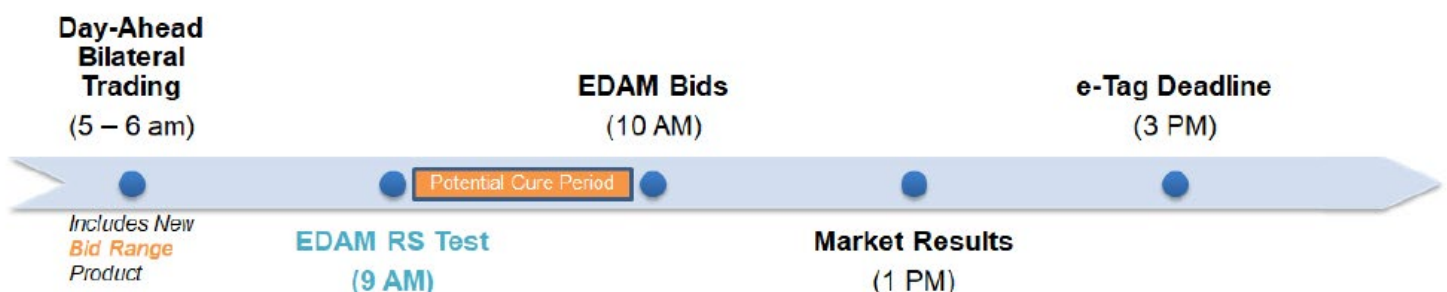 Day-Ahead
Bilateral
Trading
(5 – 6 am)
EDAM Bids
(10 AM)
e-Tag Deadline
(3 PM)
Potential Cure Period
Includes New
Bid Range
Product
EDAM RS Test
(9 AM)
Market Results
(1 PM)